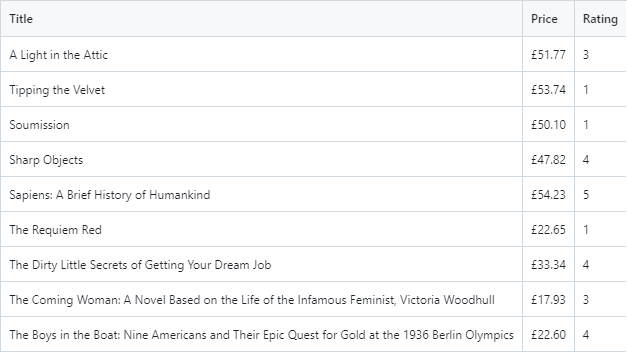 Title Price Rating
A Light in the Attic £51.77 3
Tipping the Velvet £53.74 1
Soumission £50.10 1
Sharp Objects £47.82 4
Sapiens: A Brief History of Humankind £54.23 5
The Requiem Red £22.65 1
The Dirty Little Secrets of Getting Your Dream Job £33.34 4
The Coming Woman: A Novel Based on the Life of the Infamous Feminist, Victoria Woodhull £17.93 3
The Boys in the Boat: Nine Americans and Their Epic Quest for Gold at the 1936 Berlin Olympics £22.60 4